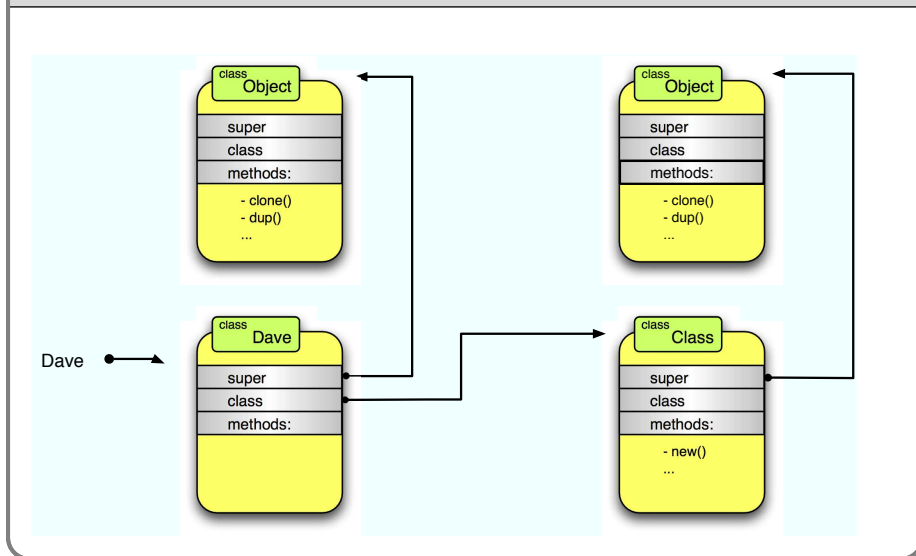 class
Object
super
class
methods:
- clone()
- dup()
...
class
Object
super
class
methods:
- clone()
- dup()
...
Dave
class
Dave
super
class
methods:
class
Class
super
class
methods:
- new()
...